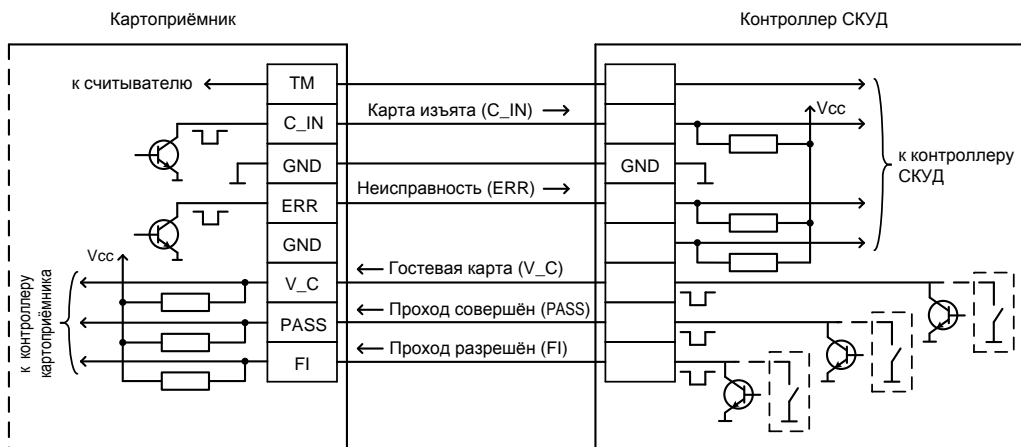 Картоприёмник
Контроллер СКУД
к считывателю
TM
C_IN
GND
ERR
GND
V_C
PASS
FI
Карта изъята (C_IN)
Неисправность (ERR)
Гостевая карта (V_C)
Проход совершён (PASS)
Проход разрешён (FI)
GND
Vcc
к контроллеру
СКУД
Vcc
к контроллеру
картоприёмника